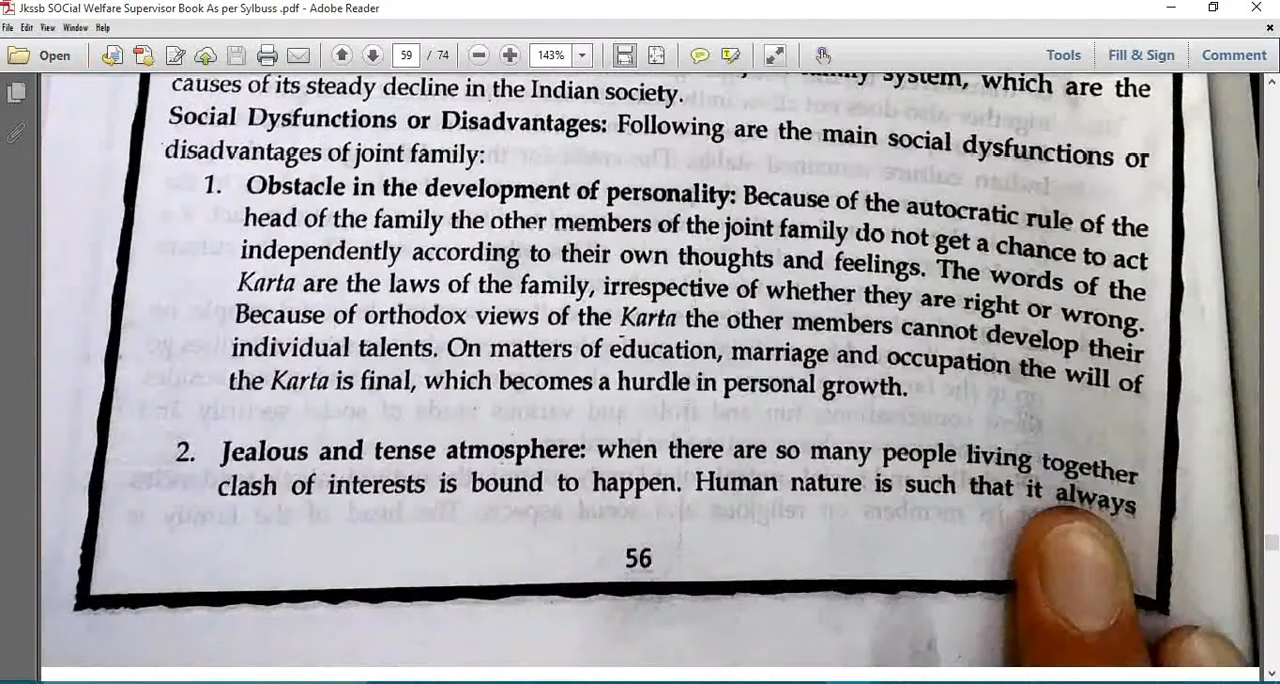 Jkssb SOCial Welfare Supervisor Book As per Sylbuss .pdf - Adobe Reader
File Edit View Window Help
Open 59 / 74 143% Tools Fill & Sign Comment
system, which are the
causes of its steady decline in the Indian society.
Social Dysfunctions or Disadvantages: Following are the main social dysfunctions or
disadvantages of joint family:
1. Obstacle in the development of personality: Because of the autocratic rule of the
head of the family the other members of the joint family do not get a chance to act
independently according to their own thoughts and feelings. The words of the
Karta are the laws of the family, irrespective of whether they are right or wrong.
Because of orthodox views of the Karta the other members cannot develop their
individual talents. On matters of education, marriage and occupation the will of
the Karta is final, which becomes a hurdle in personal growth.
2. Jealous and tense atmosphere: when there are so many people living together
clash of interests is bound to happen. Human nature is such that it always
56